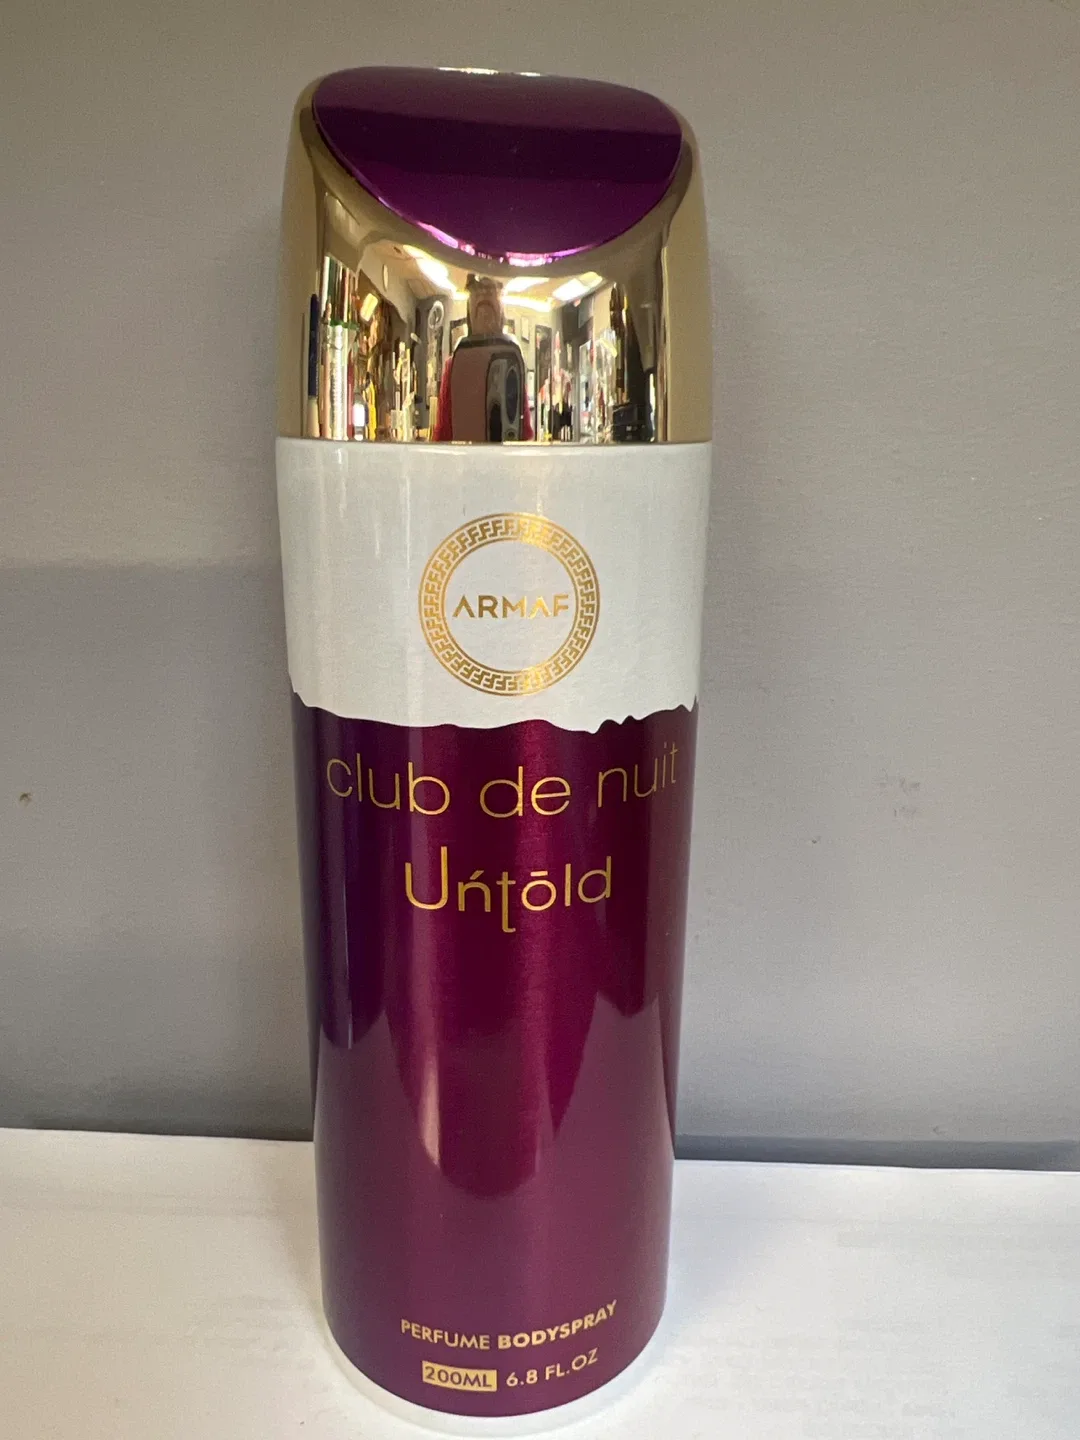 ARMAF
club de nuit
Uńtōld
PERFUME BODYSPRAY
200ML 6.8 FL.OZ